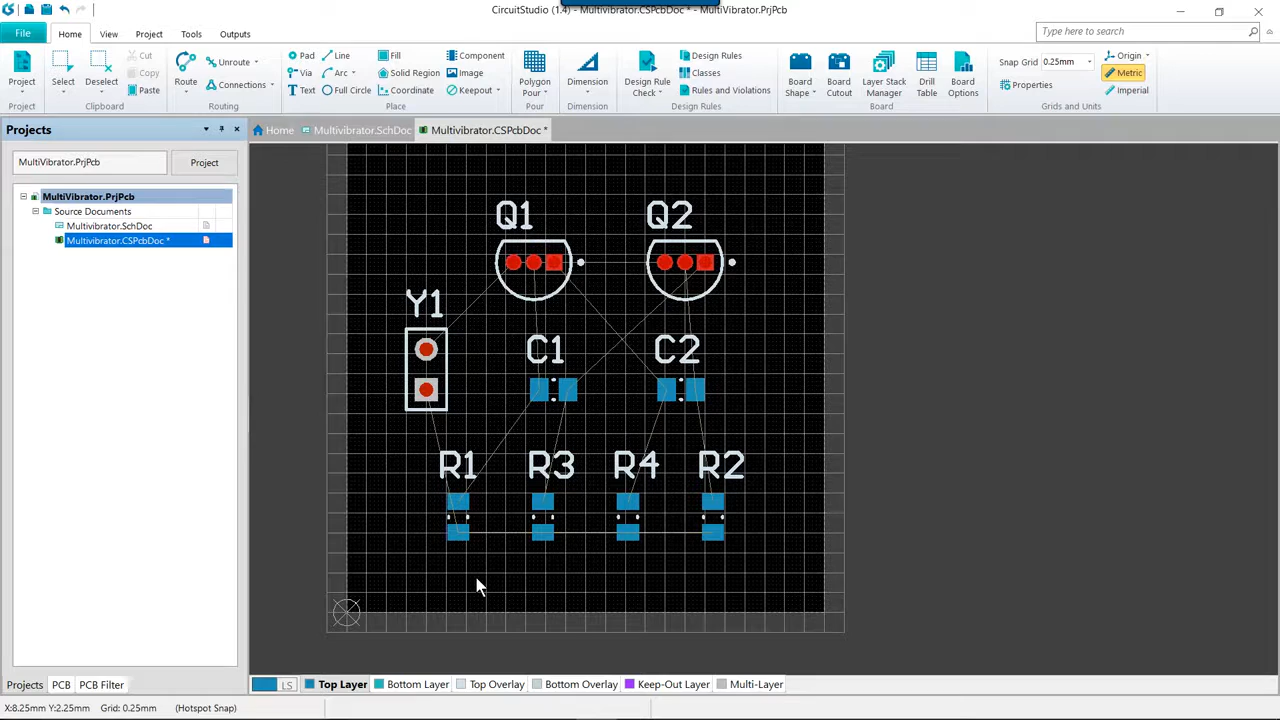 CircuitStudio (1.4) - Multivibrator.CSPcbDoc * - MultiVibrator.PrjPcb
File Home View Project Tools Outputs
Type here to search
Project Select Deselect Cut Copy Paste Route Unroute Connections
Pad Line Fill Component
Via Arc Solid Region Image
Text Full Circle Coordinate Keepout
Polygon Pour Dimension Design Rule Check
Design Rules
Classes
Rules and Violations
Board Shape Board Cutout Layer Stack Manager Drill Table Board Options
Snap Grid 0.25mm Origin
Properties Metric
Imperial
Project Clipboard Routing Place Pour Dimension Design Rules Board Grids and Units
Projects
Home Multivibrator.SchDoc Multivibrator.CSPcbDoc *
MultiVibrator.PrjPcb Project
MultiVibrator.PrjPcb
Source Documents
Multivibrator.SchDoc
Multivibrator.CSPcbDoc *
Q1 Q2
Y1
C1 C2
R1 R3 R4 R2
Projects PCB PCB Filter
LS Top Layer Bottom Layer Top Overlay Bottom Overlay Keep-Out Layer Multi-Layer
X:8.25mm Y:2.25mm Grid: 0.25mm (Hotspot Snap)